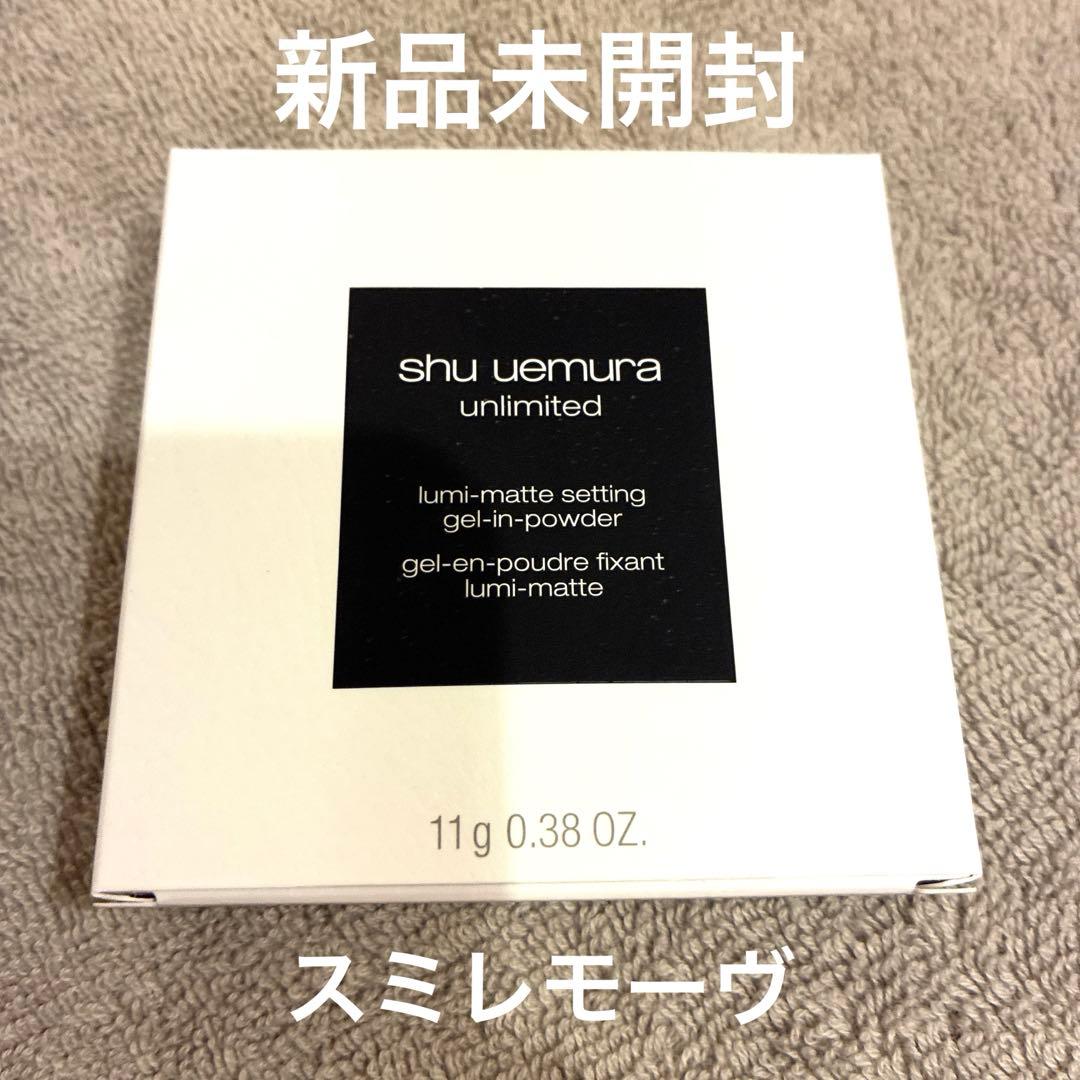 新品未開封
shu uemura
unlimited
lumi-matte setting
gel-in-powder
gel-en-poudre fixant
lumi-matte
11g 0.38 OZ.
スミレモーヴ